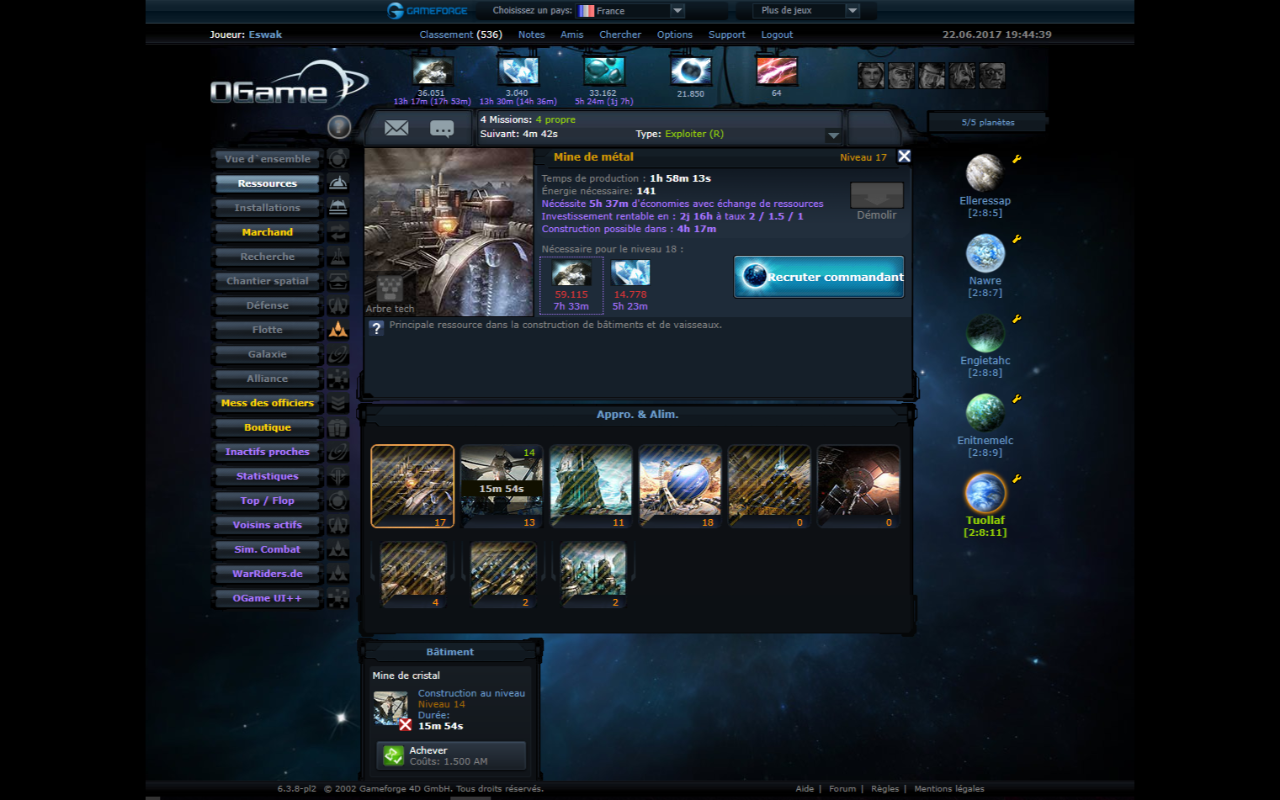 GAMEFORGE Choisissez un pays: France Plus de jeux
Joueur: Eswak Classement (536) Notes Amis Chercher Options Support Logout 22.06.2017 19:44:39
OGame
36.051 3.040 33.162 21.850 64
13h 17m (17h 53m) 13h 30m (14h 36m) 5h 24m (1j 7h)
4 Missions: 4 propre
Suivant: 4m 42s Type: Exploiter (R)
5/5 planètes
Vue d`ensemble
Ressources
Installations
Marchand
Recherche
Chantier spatial
Défense
Flotte
Galaxie
Alliance
Mess des officiers
Boutique
Inactifs proches
Statistiques
Top / Flop
Voisins actifs
Sim. Combat
WarRiders.de
OGame UI++
Mine de métal Niveau 17
Temps de production : 1h 58m 13s
Énergie nécessaire: 141
Nécéssite 5h 37m d'économies avec échange de ressources
Investissement rentable en : 2j 16h à taux 2 / 1.5 / 1
Construction possible dans : 4h 17m
Démolir
Nécessaire pour le niveau 18 :
59.115 14.778
7h 33m 5h 23m
Recruter commandant
Arbre tech
? Principale ressource dans la construction de bâtiments et de vaisseaux.
Appro. & Alim.
14
15m 54s
17 13 11 18 0 0
4 2 2
Bâtiment
Mine de cristal
Construction au niveau
Niveau 14
Durée:
15m 54s
Achever
Coûts: 1.500 AM
Elleressap
[2:8:5]
Nawre
[2:8:7]
Engietahc
[2:8:8]
Enitnemelc
[2:8:9]
Tuollaf
[2:8:11]
6.3.8-pl2 © 2002 Gameforge 4D GmbH. Tous droits réservés. Aide | Forum | Règles | Mentions légales